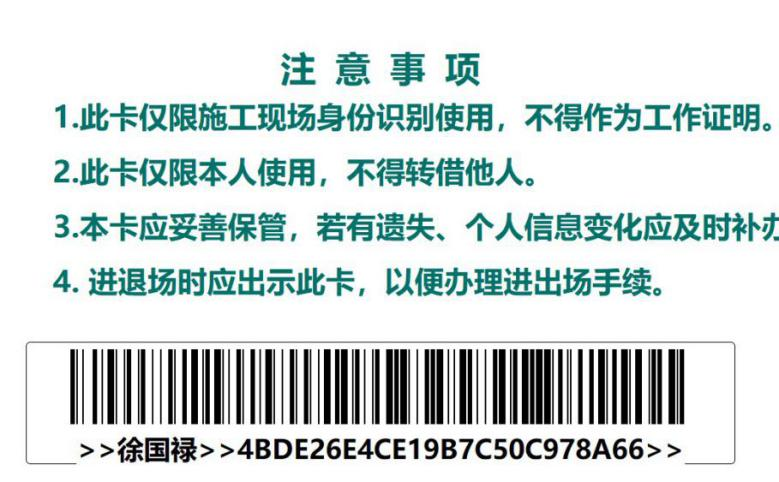 注意事项
1.此卡仅限施工现场身份识别使用，不得作为工作证明。
2.此卡仅限本人使用，不得转借他人。
3.本卡应妥善保管，若有遗失、个人信息变化应及时补办
4. 进退场时应出示此卡，以便办理进出场手续。
>>徐国禄>>4BDE26E4CE19B7C50C978A66>>